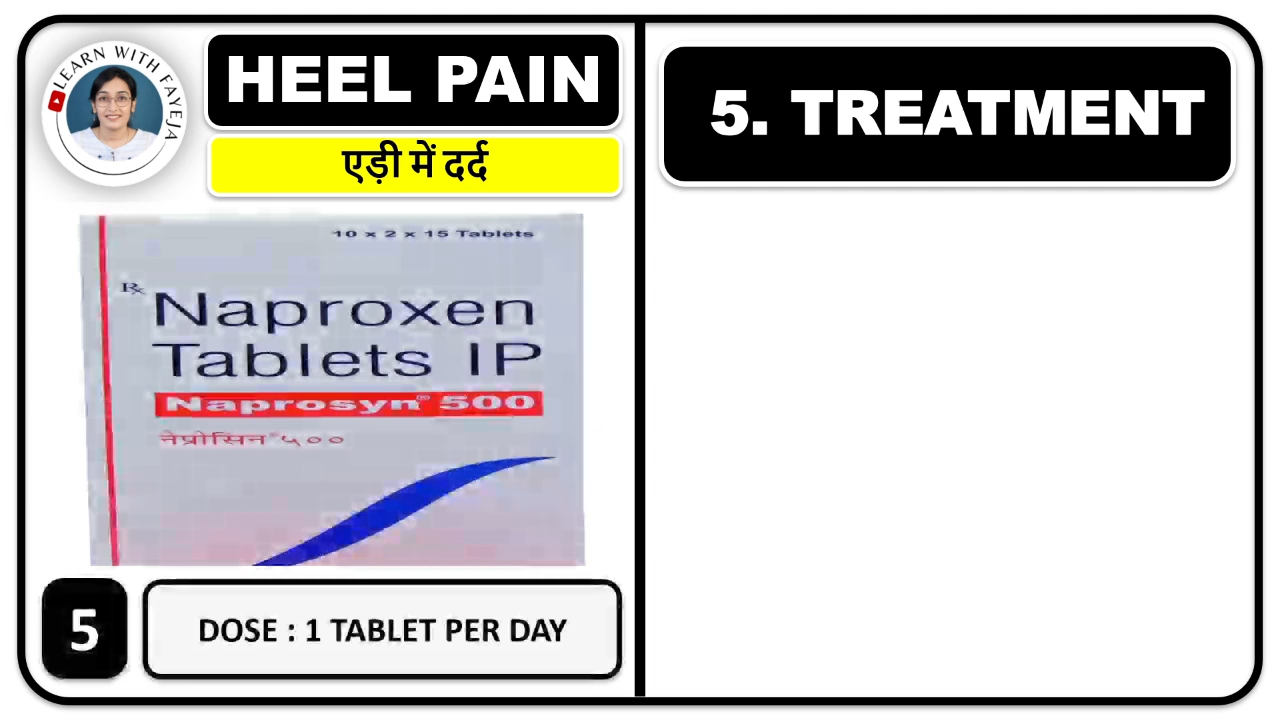 LEARN WITH FAYEJA
HEEL PAIN
एड़ी में दर्द
10 x 2 x 15 Tablets
Rx Naproxen
Tablets IP
Naprosyn® 500
नेप्रोसिन® ५००
5
DOSE : 1 TABLET PER DAY
5. TREATMENT